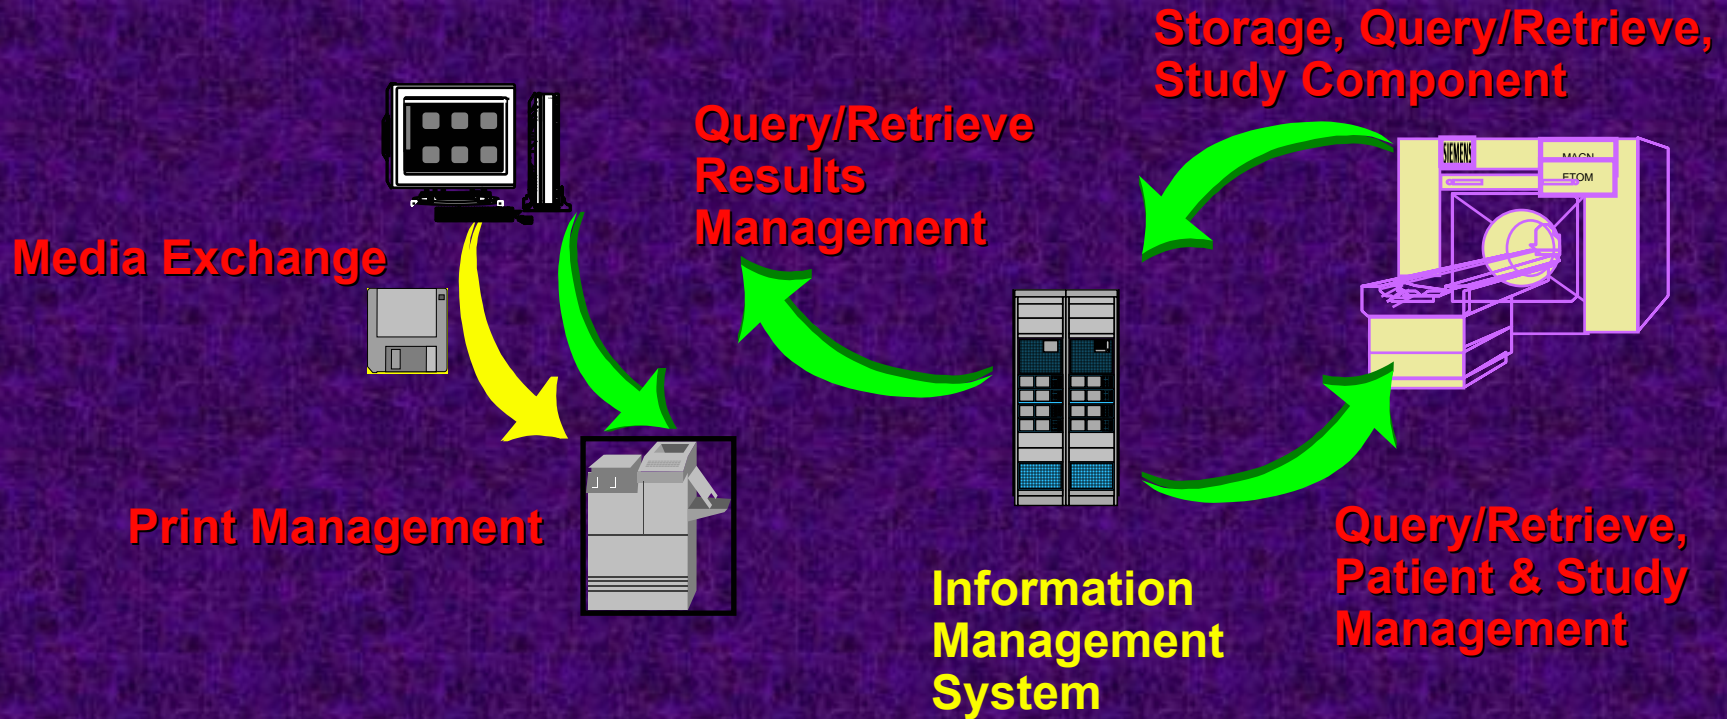 Storage, Query/Retrieve,
Study Component
Query/Retrieve
Results
Management
SIEMENS
MAGN
ETOM
Media Exchange
Print Management
Query/Retrieve,
Patient & Study
Management
Information
Management
System